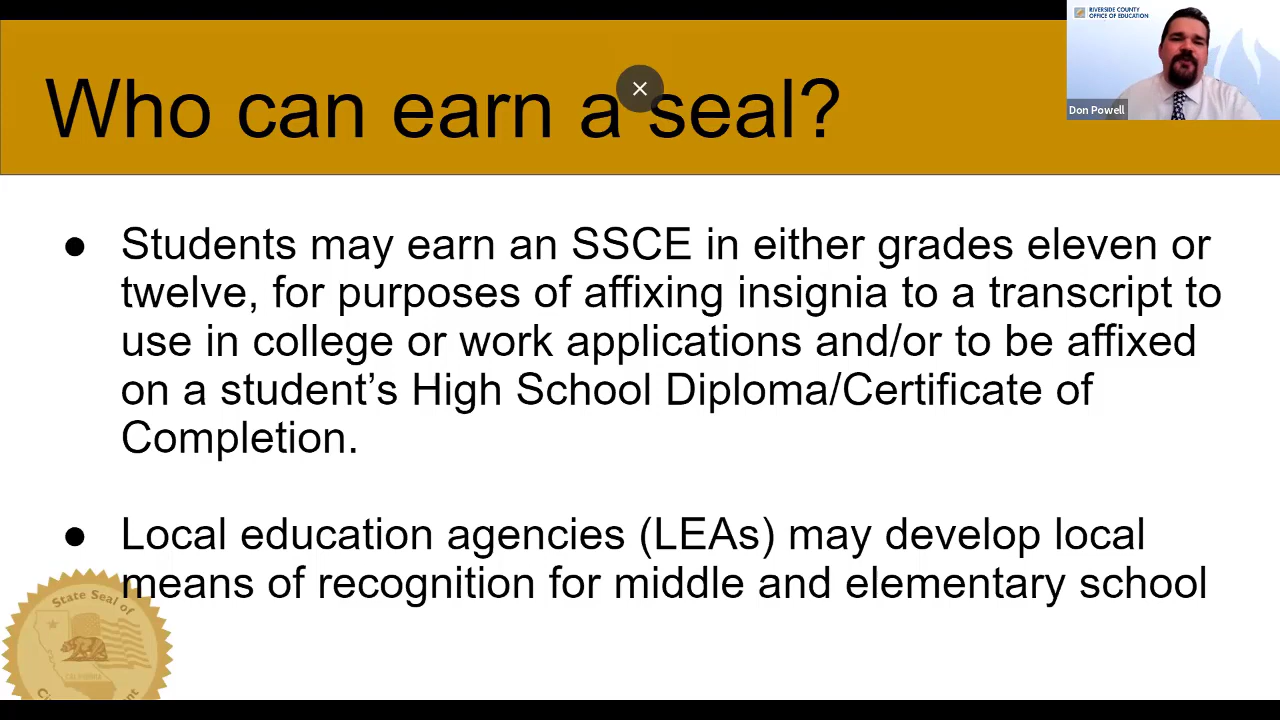 RIVERSIDE COUNTY
OFFICE OF EDUCATION
Don Powell
Who can earn a seal?
● Students may earn an SSCE in either grades eleven or
twelve, for purposes of affixing insignia to a transcript to
use in college or work applications and/or to be affixed
on a student’s High School Diploma/Certificate of
Completion.
● Local education agencies (LEAs) may develop local
means of recognition for middle and elementary school
State Seal of
CALIFORNIA